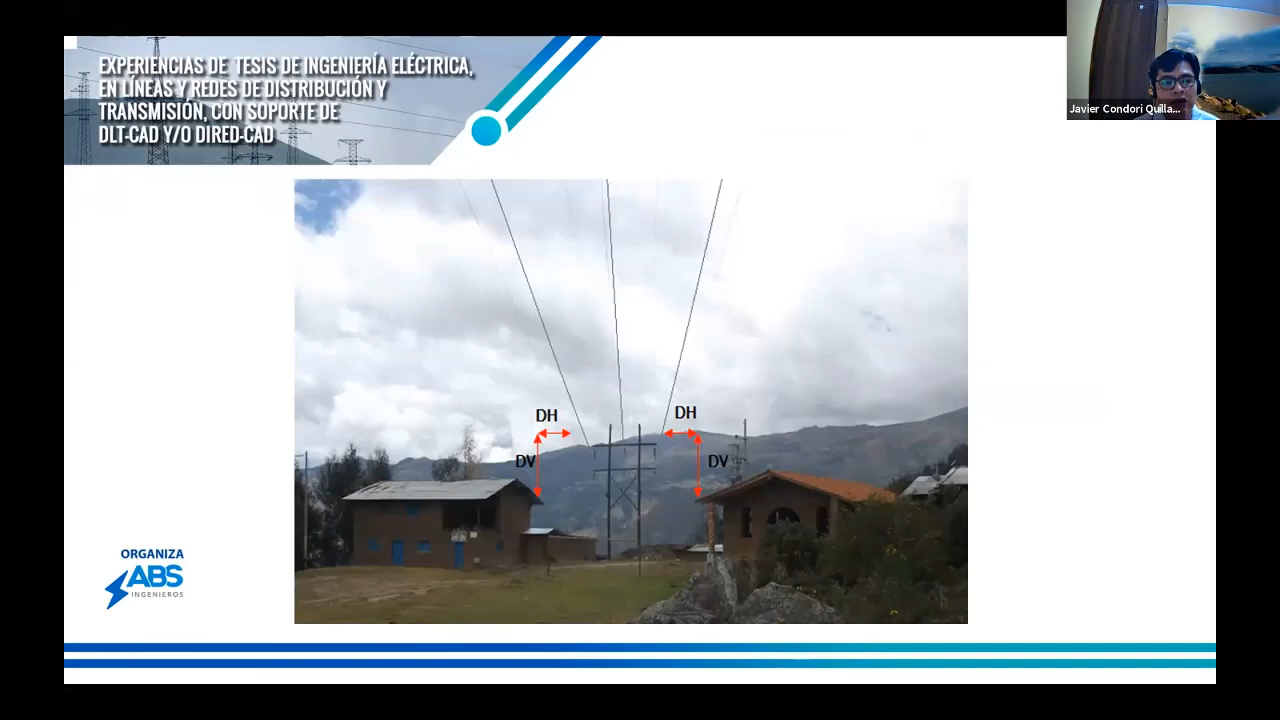 EXPERIENCIAS DE TESIS DE INGENIERÍA ELÉCTRICA,
EN LÍNEAS Y REDES DE DISTRIBUCIÓN Y
TRANSMISIÓN, CON SOPORTE DE
DLT-CAD Y/O DIRED-CAD
Javier Condori Quilla...
DH
DH
DV
DV
ORGANIZA
ABS
INGENIEROS